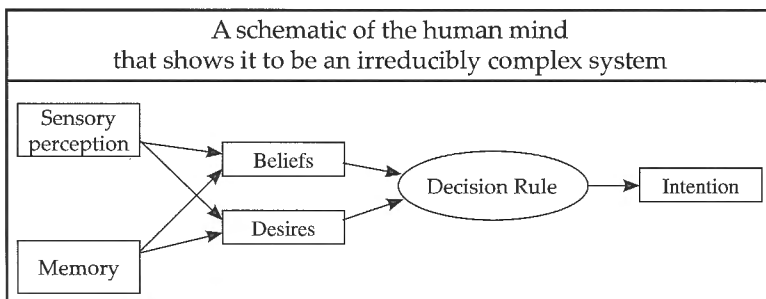 A schematic of the human mind
that shows it to be an irreducibly complex system
Sensory
perception
Beliefs
Decision Rule
Intention
Desires
Memory